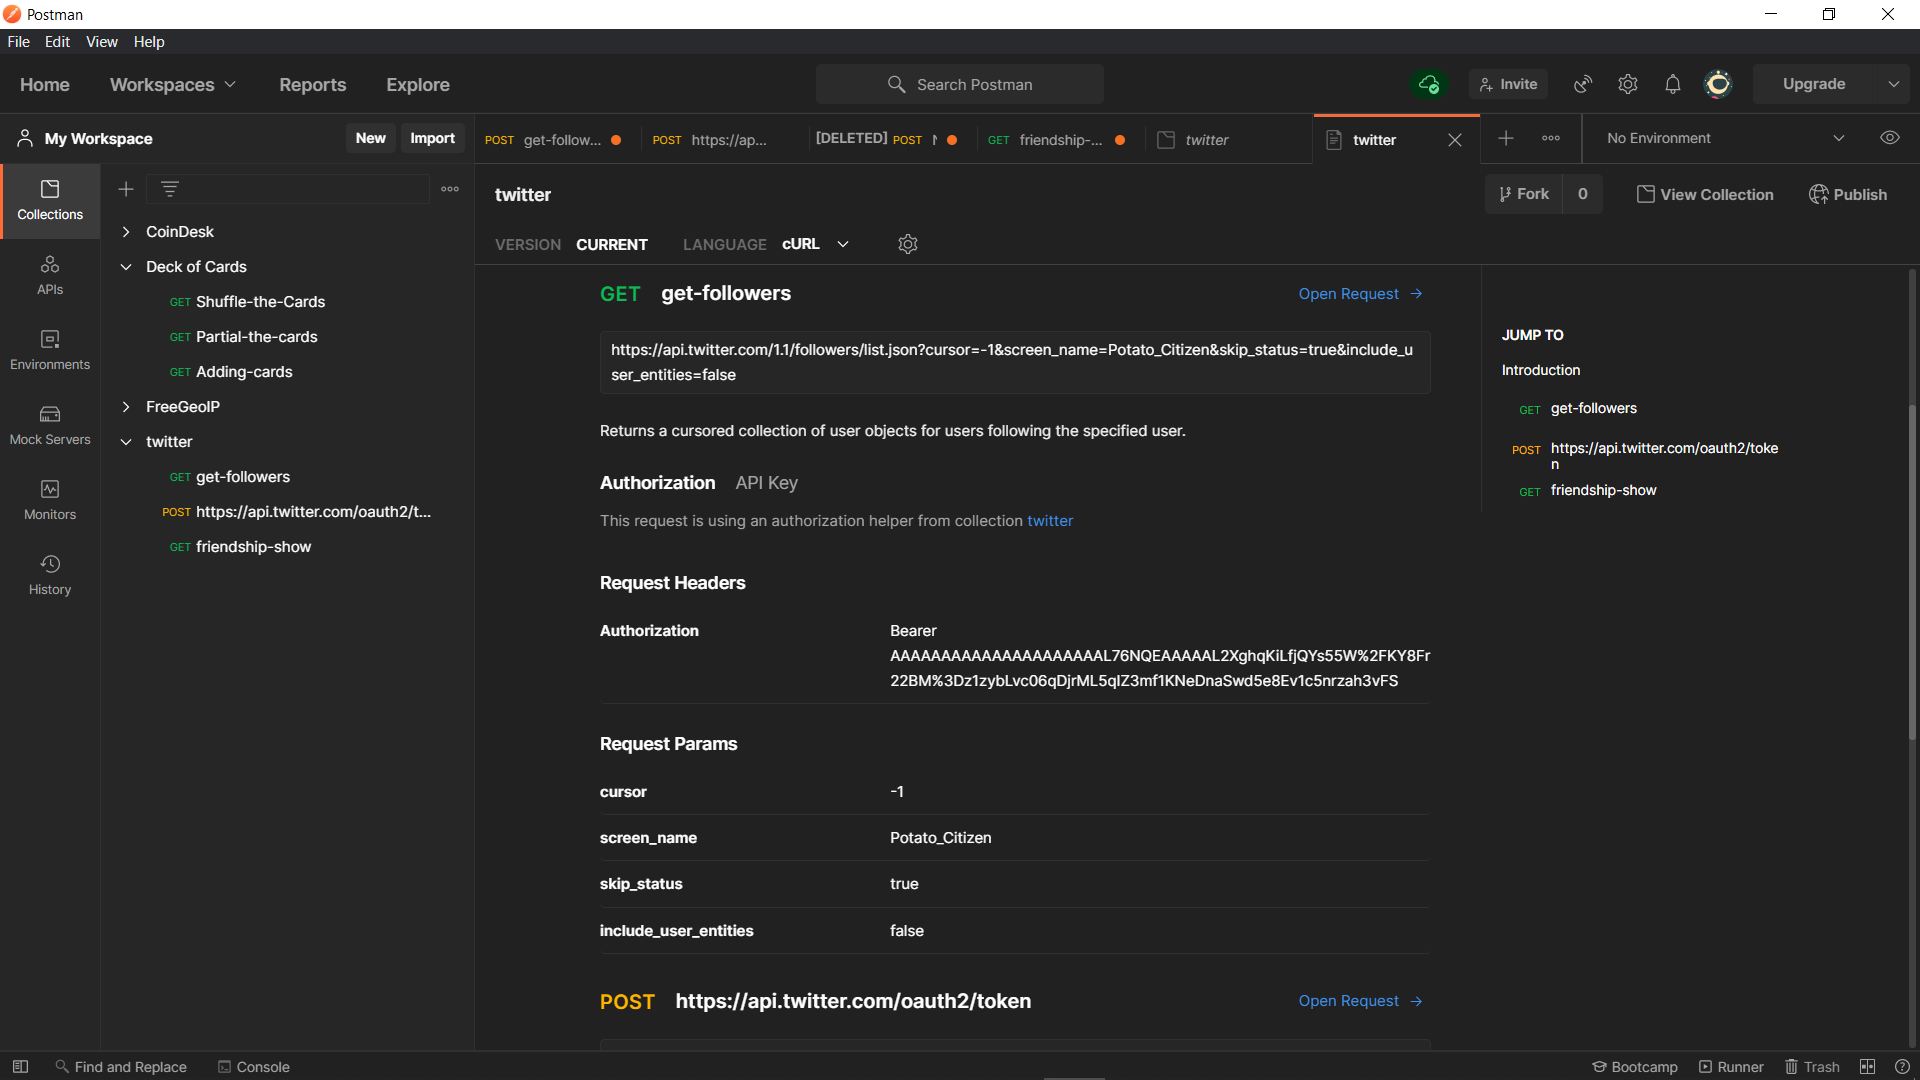 Postman
File Edit View Help
Home Workspaces Reports Explore Search Postman Invite Upgrade
My Workspace New Import POST get-follow... POST https://ap... [DELETED] POST GET friendship-... twitter twitter No Environment
Collections
APIs
Environments
Mock Servers
Monitors
History
CoinDesk
Deck of Cards
GET Shuffle-the-Cards
GET Partial-the-cards
GET Adding-cards
FreeGeoIP
twitter
GET get-followers
POST https://api.twitter.com/oauth2/t...
GET friendship-show
twitter Fork 0 View Collection Publish
VERSION CURRENT LANGUAGE cURL
GET get-followers Open Request →
https://api.twitter.com/1.1/followers/list.json?cursor=-1&screen_name=Potato_Citizen&skip_status=true&include_u
ser_entities=false
Returns a cursored collection of user objects for users following the specified user.
Authorization API Key
This request is using an authorization helper from collection twitter
Request Headers
Authorization Bearer
AAAAAAAAAAAAAAAAAAAAAL76NQEAAAAAL2XghqKiLfjQYs55W%2FKY8Fr
22BM%3Dz1zybLvc06qDjrML5qIZ3mf1KNeDnaSwd5e8Ev1c5nrzah3vFS
Request Params
cursor -1
screen_name Potato_Citizen
skip_status true
include_user_entities false
POST https://api.twitter.com/oauth2/token Open Request →
JUMP TO
Introduction
GET get-followers
POST https://api.twitter.com/oauth2/toke
n
GET friendship-show
Find and Replace Console Bootcamp Runner Trash